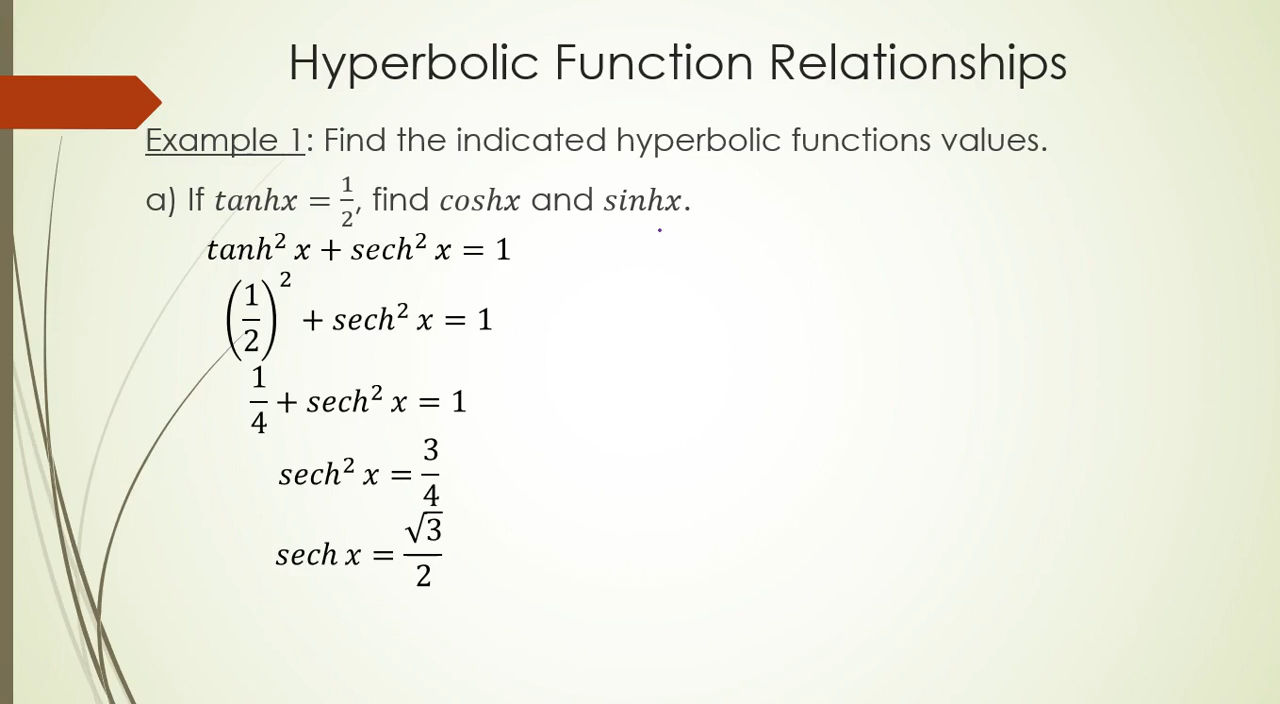 Hyperbolic Function Relationships
Example 1: Find the indicated hyperbolic functions values.
a) If tanhx = 1/2, find coshx and sinhx.
tanh² x + sech² x = 1
(1/2)² + sech² x = 1
1/4 + sech² x = 1
sech² x = 3/4
sech x = √3/2